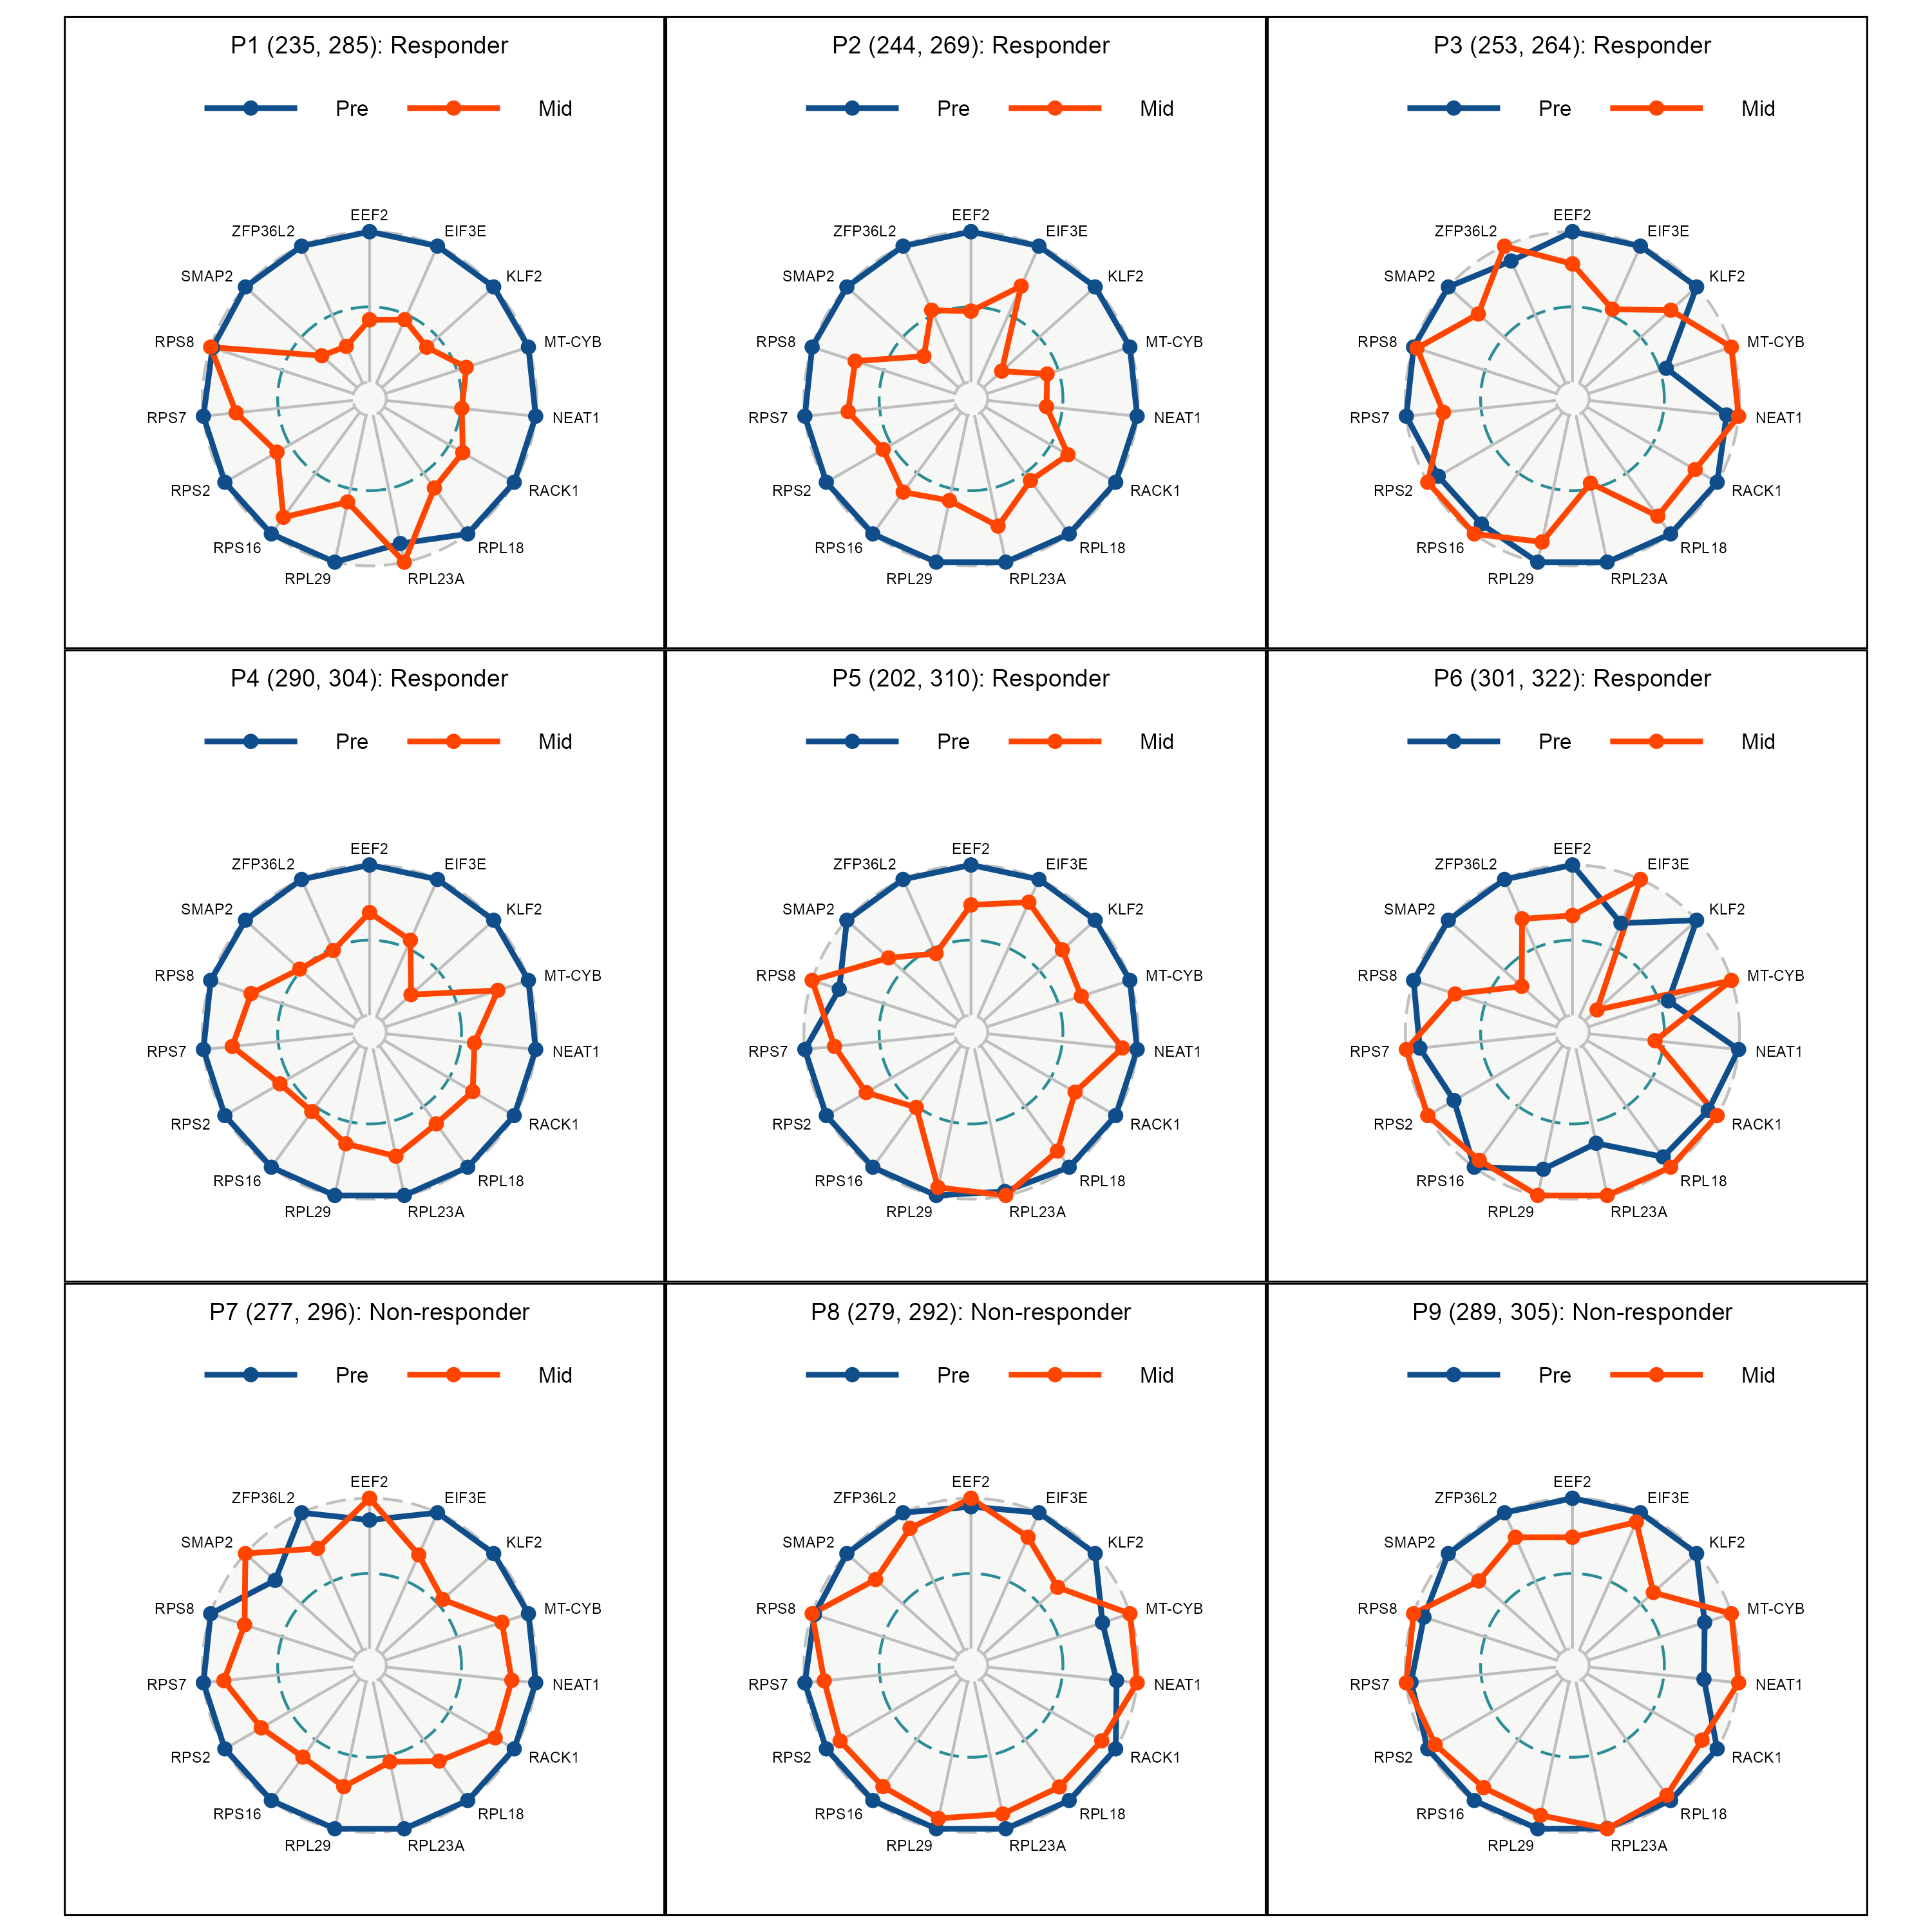 P1 (235, 285): Responder
Pre Mid
EEF2
ZFP36L2 EIF3E
SMAP2 KLF2
RPS8 MT-CYB
RPS7 NEAT1
RPS2 RACK1
RPS16 RPL18
RPL29 RPL23A
P2 (244, 269): Responder
Pre Mid
EEF2
ZFP36L2 EIF3E
SMAP2 KLF2
RPS8 MT-CYB
RPS7 NEAT1
RPS2 RACK1
RPS16 RPL18
RPL29 RPL23A
P3 (253, 264): Responder
Pre Mid
EEF2
ZFP36L2 EIF3E
SMAP2 KLF2
RPS8 MT-CYB
RPS7 NEAT1
RPS2 RACK1
RPS16 RPL18
RPL29 RPL23A
P4 (290, 304): Responder
Pre Mid
EEF2
ZFP36L2 EIF3E
SMAP2 KLF2
RPS8 MT-CYB
RPS7 NEAT1
RPS2 RACK1
RPS16 RPL18
RPL29 RPL23A
P5 (202, 310): Responder
Pre Mid
EEF2
ZFP36L2 EIF3E
SMAP2 KLF2
RPS8 MT-CYB
RPS7 NEAT1
RPS2 RACK1
RPS16 RPL18
RPL29 RPL23A
P6 (301, 322): Responder
Pre Mid
EEF2
ZFP36L2 EIF3E
SMAP2 KLF2
RPS8 MT-CYB
RPS7 NEAT1
RPS2 RACK1
RPS16 RPL18
RPL29 RPL23A
P7 (277, 296): Non-responder
Pre Mid
EEF2
ZFP36L2 EIF3E
SMAP2 KLF2
RPS8 MT-CYB
RPS7 NEAT1
RPS2 RACK1
RPS16 RPL18
RPL29 RPL23A
P8 (279, 292): Non-responder
Pre Mid
EEF2
ZFP36L2 EIF3E
SMAP2 KLF2
RPS8 MT-CYB
RPS7 NEAT1
RPS2 RACK1
RPS16 RPL18
RPL29 RPL23A
P9 (289, 305): Non-responder
Pre Mid
EEF2
ZFP36L2 EIF3E
SMAP2 KLF2
RPS8 MT-CYB
RPS7 NEAT1
RPS2 RACK1
RPS16 RPL18
RPL29 RPL23A